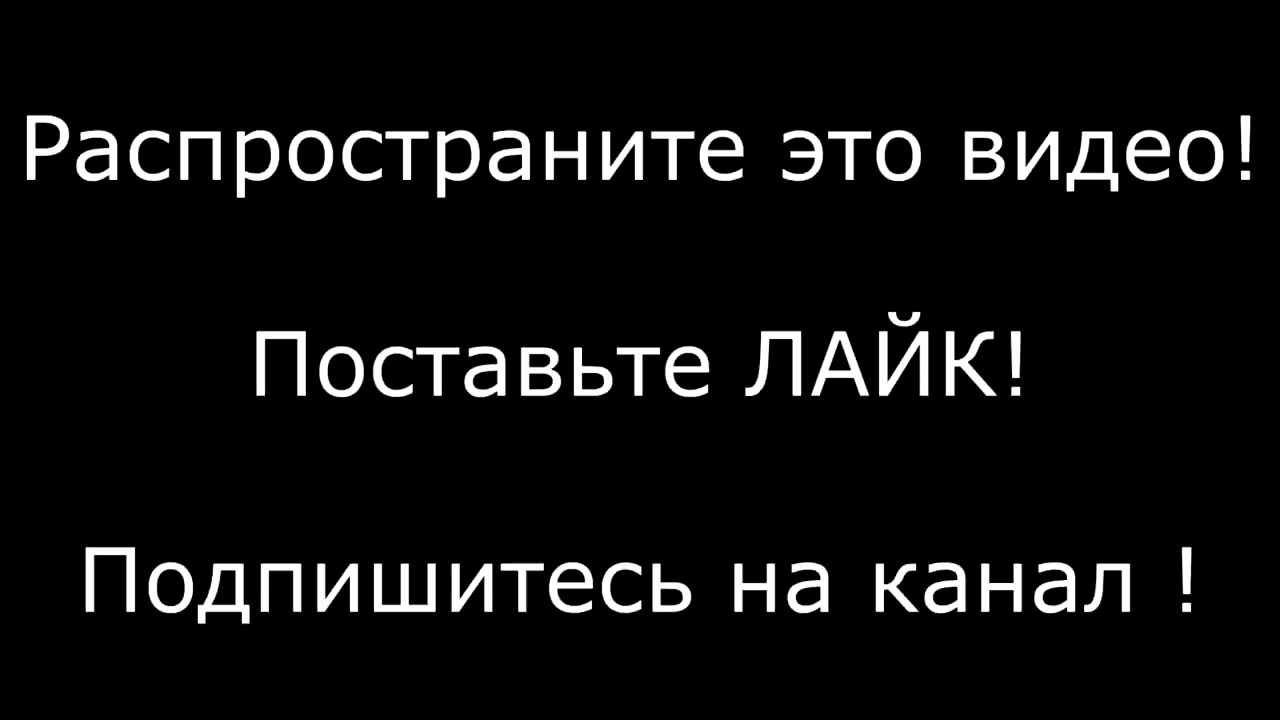 Распространите это видео!
Поставьте ЛАЙК!
Подпишитесь на канал !